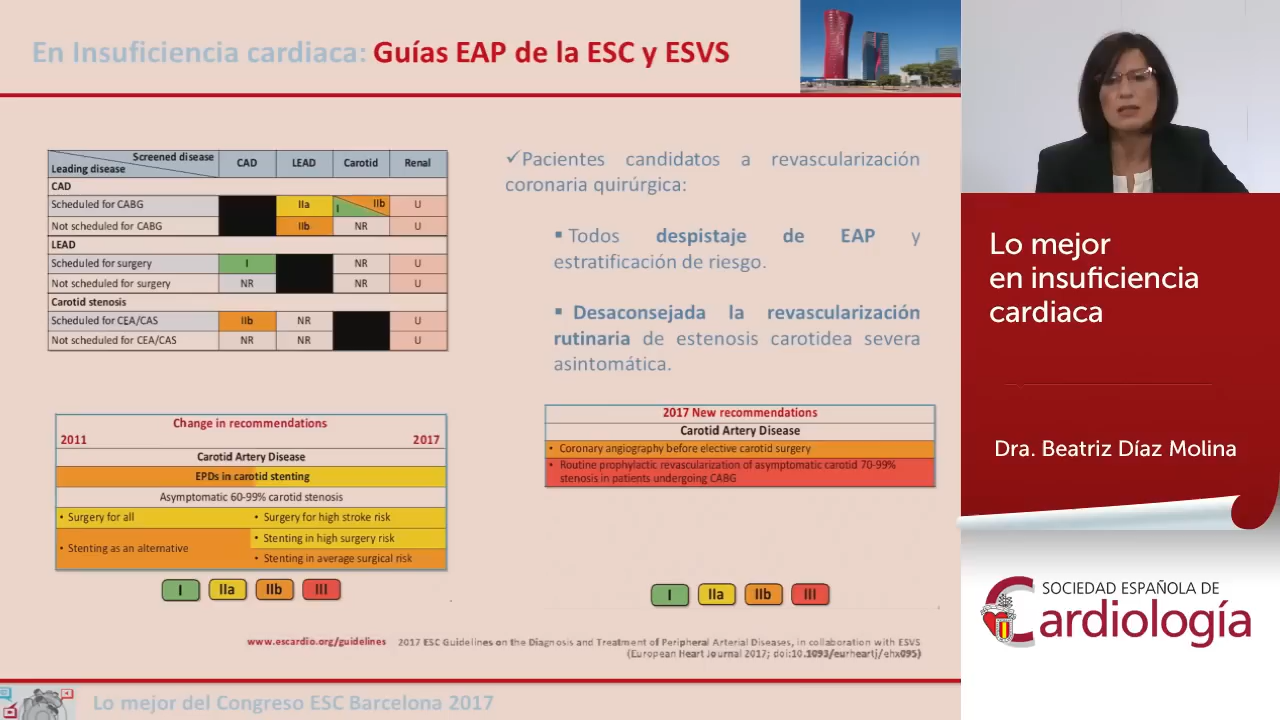 En Insuficiencia cardiaca: Guías EAP de la ESC y ESVS
Screened disease
Leading disease
CAD
LEAD
Carotid
Renal
CAD
Scheduled for CABG
IIa
I
IIb
U
Not scheduled for CABG
IIb
NR
U
LEAD
Scheduled for surgery
I
NR
U
Not scheduled for surgery
NR
NR
U
Carotid stenosis
Scheduled for CEA/CAS
IIb
NR
U
Not scheduled for CEA/CAS
NR
NR
U
✓Pacientes candidatos a revascularización
coronaria quirúrgica:
▪ Todos despistaje de EAP y
estratificación de riesgo.
▪ Desaconsejada la revascularización
rutinaria de estenosis carotidea severa
asintomática.
Change in recommendations
2011
2017
Carotid Artery Disease
EPDs in carotid stenting
Asymptomatic 60-99% carotid stenosis
• Surgery for all
• Surgery for high stroke risk
• Stenting as an alternative
• Stenting in high surgery risk
• Stenting in average surgical risk
I
IIa
IIb
III
2017 New recommendations
Carotid Artery Disease
• Coronary angiography before elective carotid surgery
• Routine prophylactic revascularization of asymptomatic carotid 70-99%
stenosis in patients undergoing CABG
I
IIa
IIb
III
www.escardio.org/guidelines 2017 ESC Guidelines on the Diagnosis and Treatment of Peripheral Arterial Diseases, in collaboration with ESVS
(European Heart Journal 2017; doi:10.1093/eurheartj/ehx095)
Lo mejor del Congreso ESC Barcelona 2017
Lo mejor
en insuficiencia
cardiaca
Dra. Beatriz Díaz Molina
SOCIEDAD ESPAÑOLA DE
Cardiología